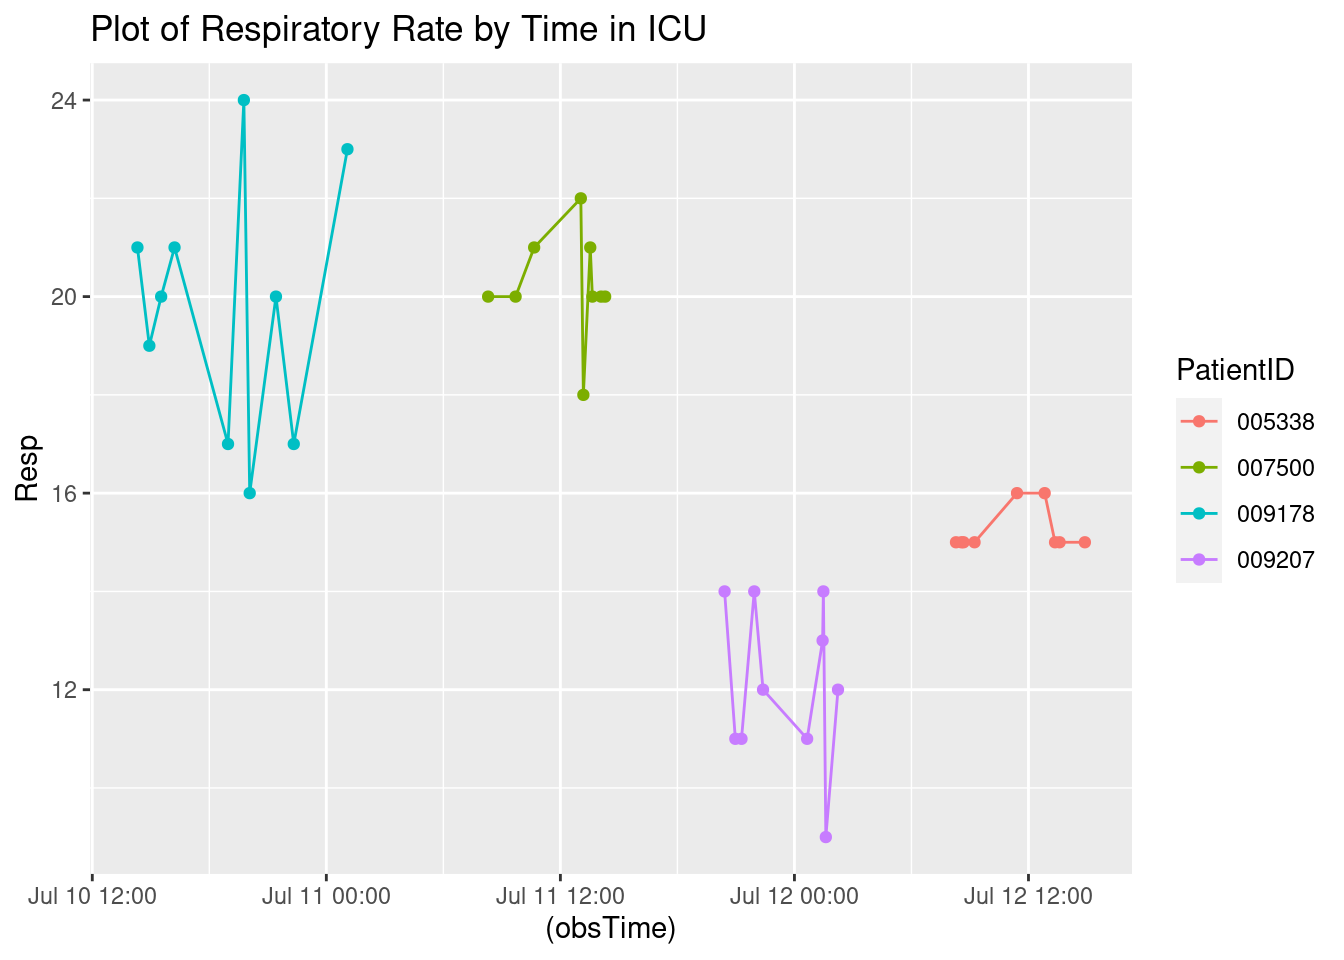 Plot of Respiratory Rate by Time in ICU
24
20
16
12
Resp
Jul 10 12:00
Jul 11 00:00
Jul 11 12:00
Jul 12 00:00
Jul 12 12:00
(obsTime)
PatientID
005338
007500
009178
009207